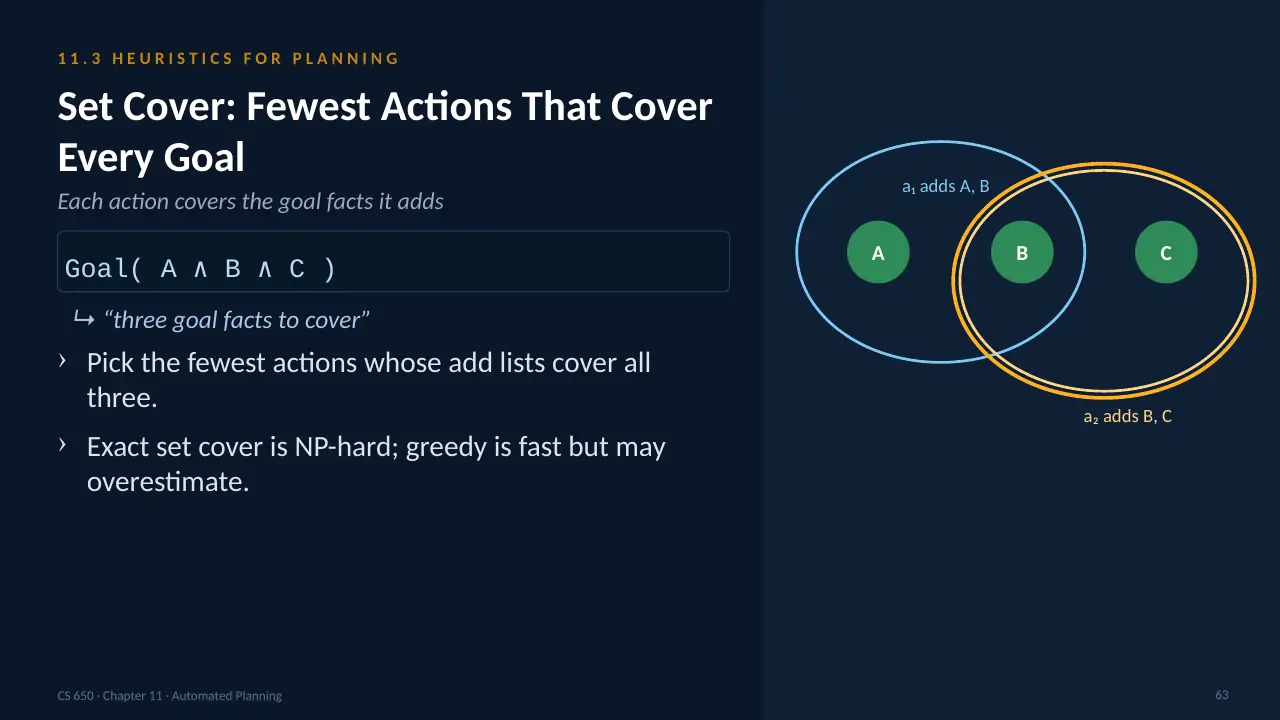 11.3 HEURISTICS FOR PLANNING
Set Cover: Fewest Actions That Cover
Every Goal
Each action covers the goal facts it adds
Goal( A ∧ B ∧ C )
↪ “three goal facts to cover”
› Pick the fewest actions whose add lists cover all
three.
› Exact set cover is NP-hard; greedy is fast but may
overestimate.
a₁ adds A, B
A
B
C
a₂ adds B, C
CS 650 · Chapter 11 · Automated Planning
63